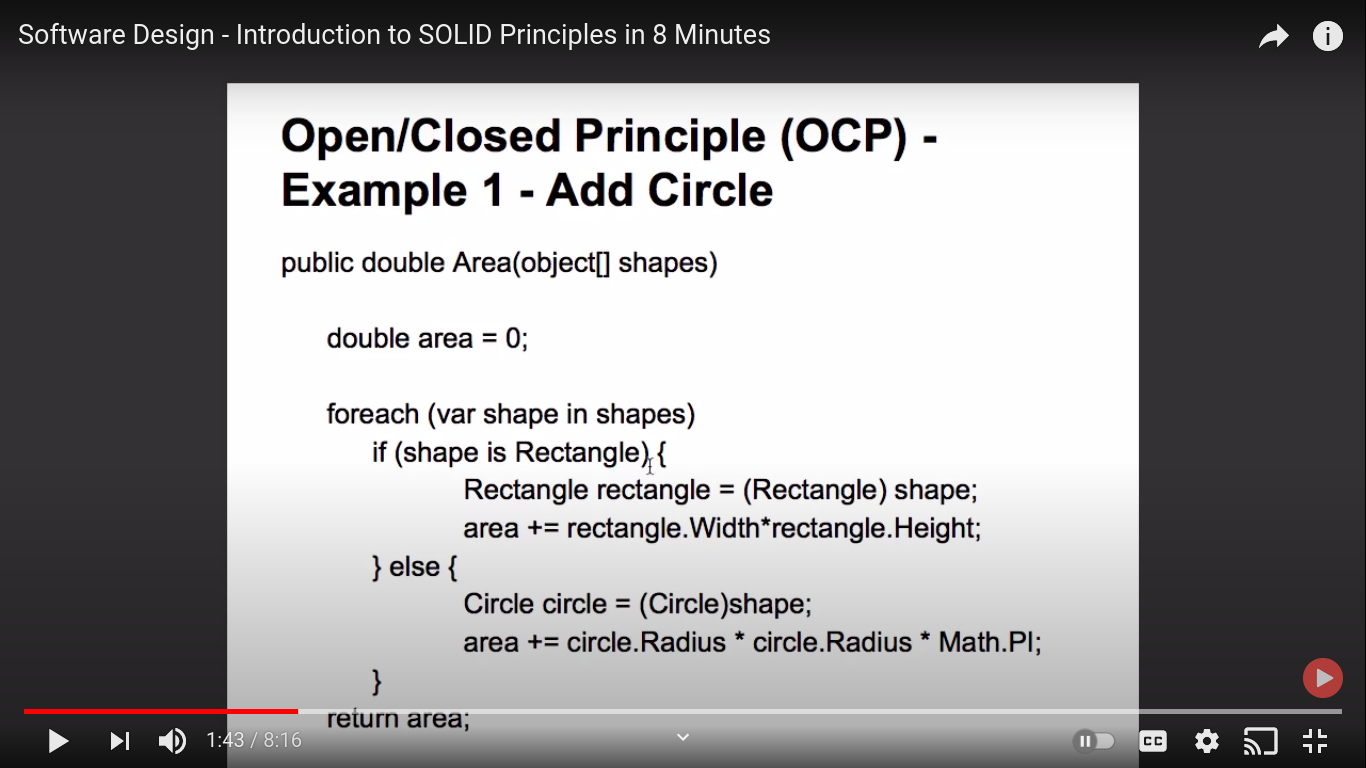 Software Design - Introduction to SOLID Principles in 8 Minutes
Open/Closed Principle (OCP) -
Example 1 - Add Circle
public double Area(object[] shapes)
double area = 0;
foreach (var shape in shapes)
if (shape is Rectangle) {
Rectangle rectangle = (Rectangle) shape;
area += rectangle.Width*rectangle.Height;
} else {
Circle circle = (Circle)shape;
area += circle.Radius * circle.Radius * Math.PI;
}
return area;
1:43 / 8:16
CC